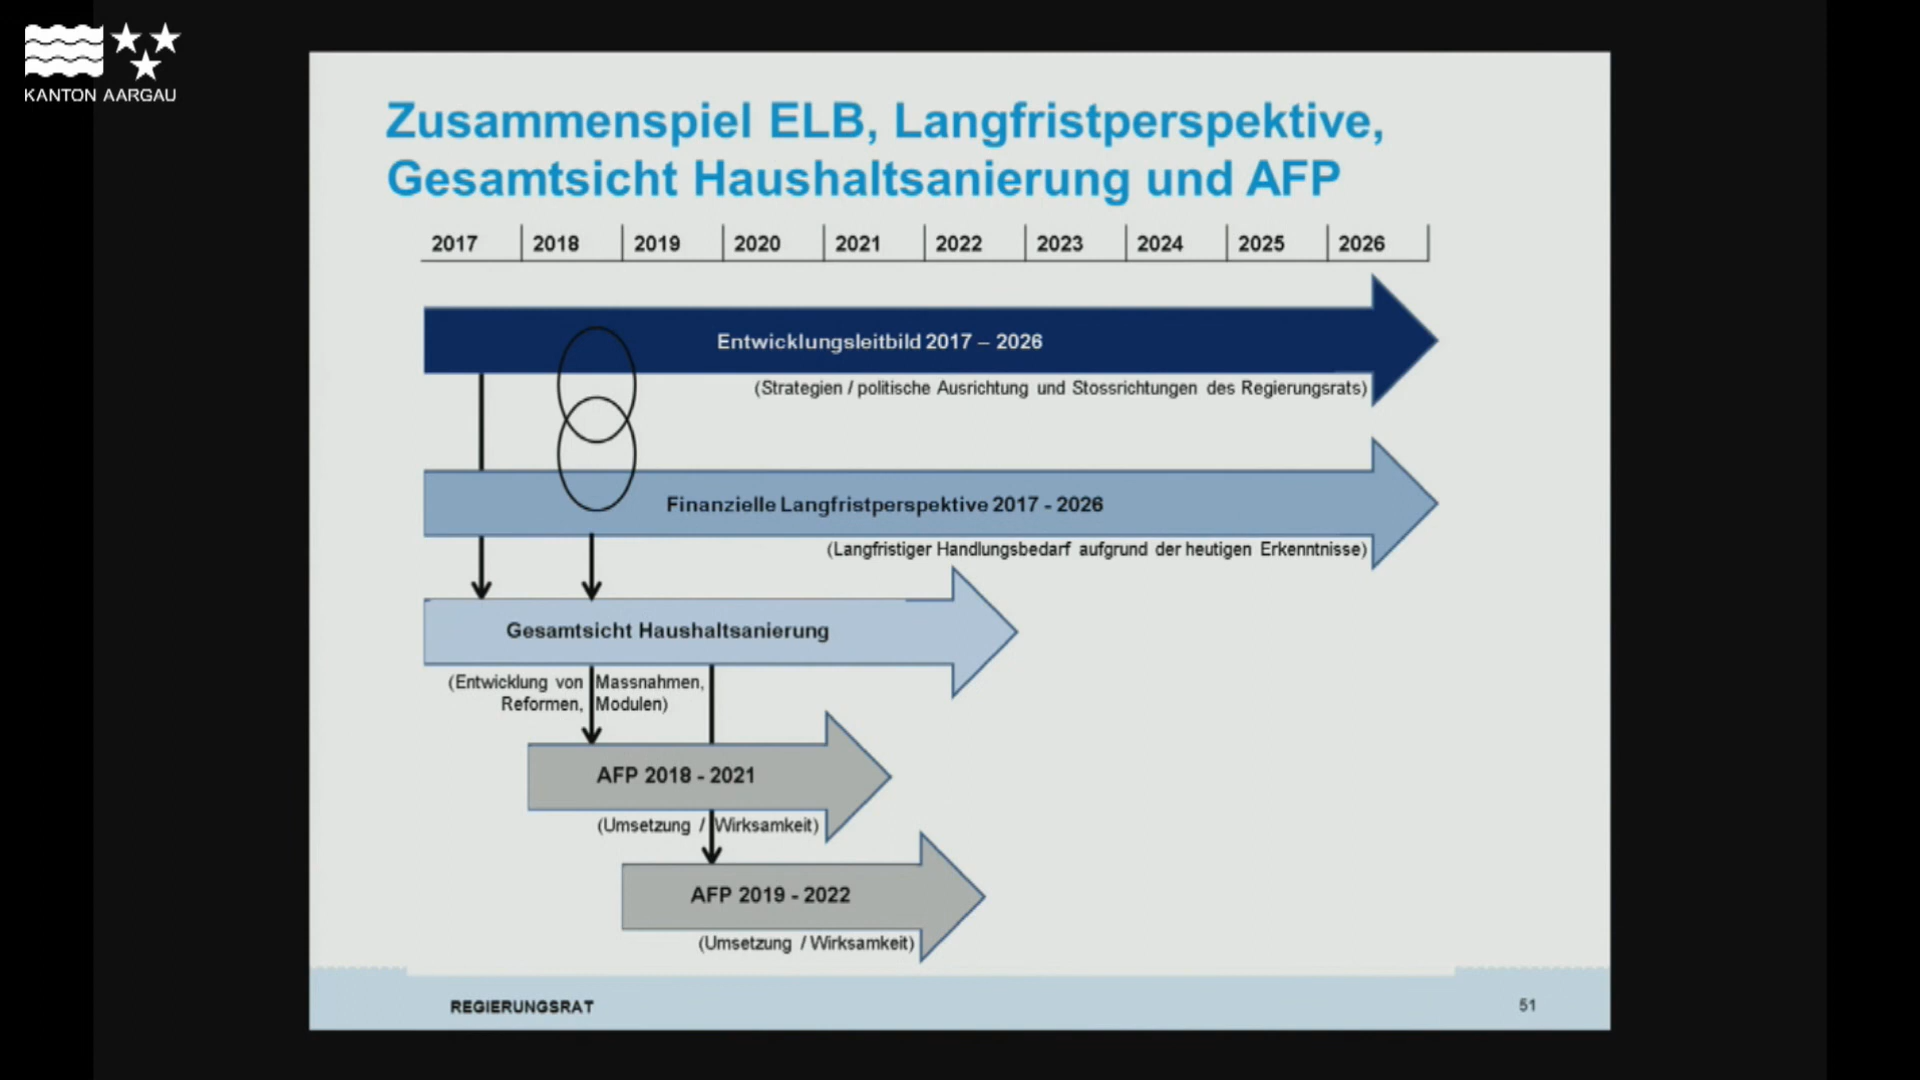 KANTON AARGAU
Zusammenspiel ELB, Langfristperspektive,
Gesamtsicht Haushaltsanierung und AFP
2017 2018 2019 2020 2021 2022 2023 2024 2025 2026
Entwicklungsleitbild 2017 – 2026
(Strategien / politische Ausrichtung und Stossrichtungen des Regierungsrats)
Finanzielle Langfristperspektive 2017 - 2026
(Langfristiger Handlungsbedarf aufgrund der heutigen Erkenntnisse)
Gesamtsicht Haushaltsanierung
(Entwicklung von Massnahmen,
Reformen, Modulen)
AFP 2018 - 2021
(Umsetzung / Wirksamkeit)
AFP 2019 - 2022
(Umsetzung / Wirksamkeit)
REGIERUNGSRAT
51